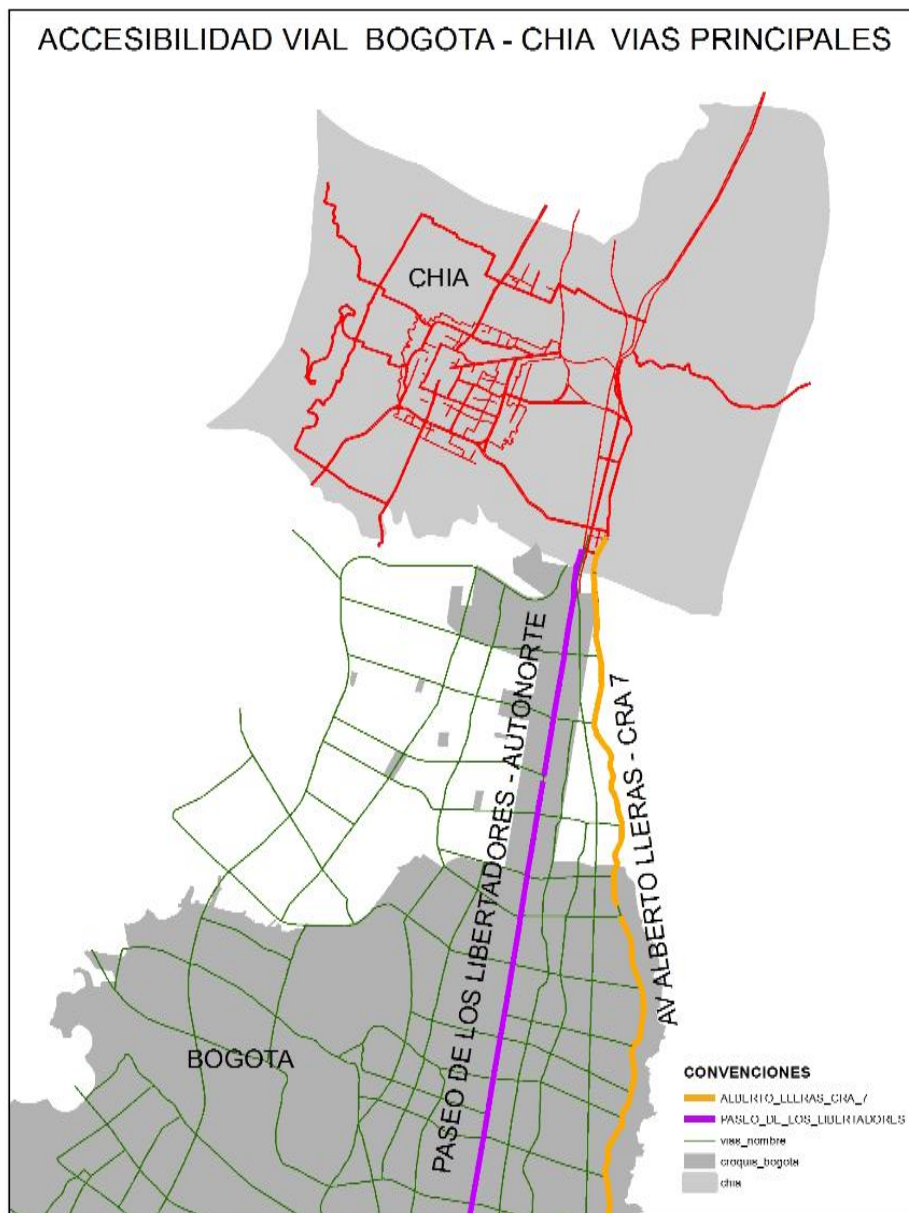 ACCESIBILIDAD VIAL BOGOTA - CHIA VIAS PRINCIPALES
CHIA
PASEO DE LOS LIBERTADORES - AUTONORTE
AV ALBERTO LLERAS - CRA 7
BOGOTA
CONVENCIONES
ALBERTO_LLERAS_CRA_7
PASEO_DE_LOS_LIBERTADORES
vias_nombre
croquis_bogota
chia